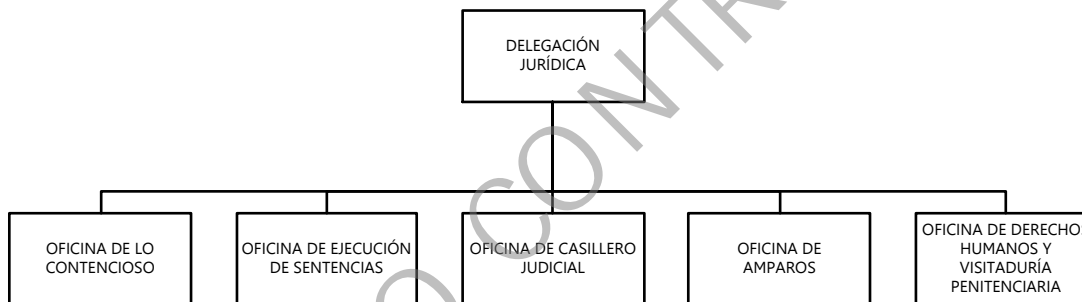 DELEGACIÓN
JURÍDICA
OFICINA DE LO
CONTENCIOSO
OFICINA DE EJECUCIÓN
DE SENTENCIAS
OFICINA DE CASILLERO
JUDICIAL
OFICINA DE
AMPAROS
OFICINA DE DERECHOS
HUMANOS Y
VISITADURÍA
PENITENCIARIA